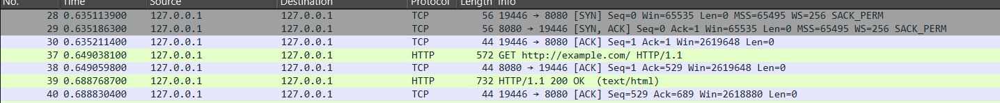 No. Time Source Destination Protocol Length Info
28 0.635113900 127.0.0.1 127.0.0.1 TCP 56 19446 → 8080 [SYN] Seq=0 Win=65535 Len=0 MSS=65495 WS=256 SACK_PERM
29 0.635186300 127.0.0.1 127.0.0.1 TCP 56 8080 → 19446 [SYN, ACK] Seq=0 Ack=1 Win=65535 Len=0 MSS=65495 WS=256 SACK_PERM
30 0.635211400 127.0.0.1 127.0.0.1 TCP 44 19446 → 8080 [ACK] Seq=1 Ack=1 Win=2619648 Len=0
37 0.649038100 127.0.0.1 127.0.0.1 HTTP 572 GET http://example.com/ HTTP/1.1
38 0.649059800 127.0.0.1 127.0.0.1 TCP 44 8080 → 19446 [ACK] Seq=1 Ack=529 Win=2619648 Len=0
39 0.688768700 127.0.0.1 127.0.0.1 HTTP 732 HTTP/1.1 200 OK (text/html)
40 0.688830400 127.0.0.1 127.0.0.1 TCP 44 19446 → 8080 [ACK] Seq=529 Ack=689 Win=2618880 Len=0